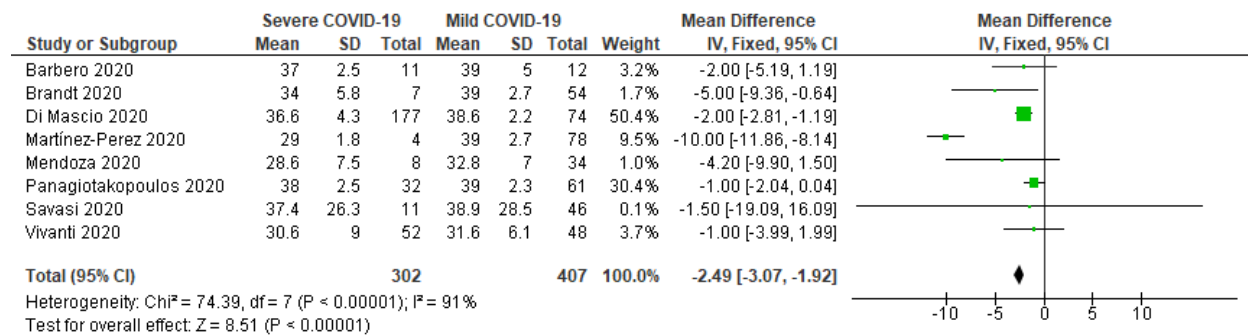 Severe COVID-19 Mild COVID-19 Mean Difference Mean Difference
Study or Subgroup Mean SD Total Mean SD Total Weight IV, Fixed, 95% CI IV, Fixed, 95% CI
Barbero 2020 37 2.5 11 39 5 12 3.2% -2.00 [-5.19, 1.19]
Brandt 2020 34 5.8 7 39 2.7 54 1.7% -5.00 [-9.36, -0.64]
Di Mascio 2020 36.6 4.3 177 38.6 2.2 74 50.4% -2.00 [-2.81, -1.19]
Martínez-Perez 2020 29 1.8 4 39 2.7 78 9.5% -10.00 [-11.86, -8.14]
Mendoza 2020 28.6 7.5 8 32.8 7 34 1.0% -4.20 [-9.90, 1.50]
Panagiotakopoulos 2020 38 2.5 32 39 2.3 61 30.4% -1.00 [-2.04, 0.04]
Savasi 2020 37.4 26.3 11 38.9 28.5 46 0.1% -1.50 [-19.09, 16.09]
Vivanti 2020 30.6 9 52 31.6 6.1 48 3.7% -1.00 [-3.99, 1.99]
Total (95% CI) 302 407 100.0% -2.49 [-3.07, -1.92]
Heterogeneity: Chi² = 74.39, df = 7 (P < 0.00001); I² = 91%
Test for overall effect: Z = 8.51 (P < 0.00001)
-10 -5 0 5 10